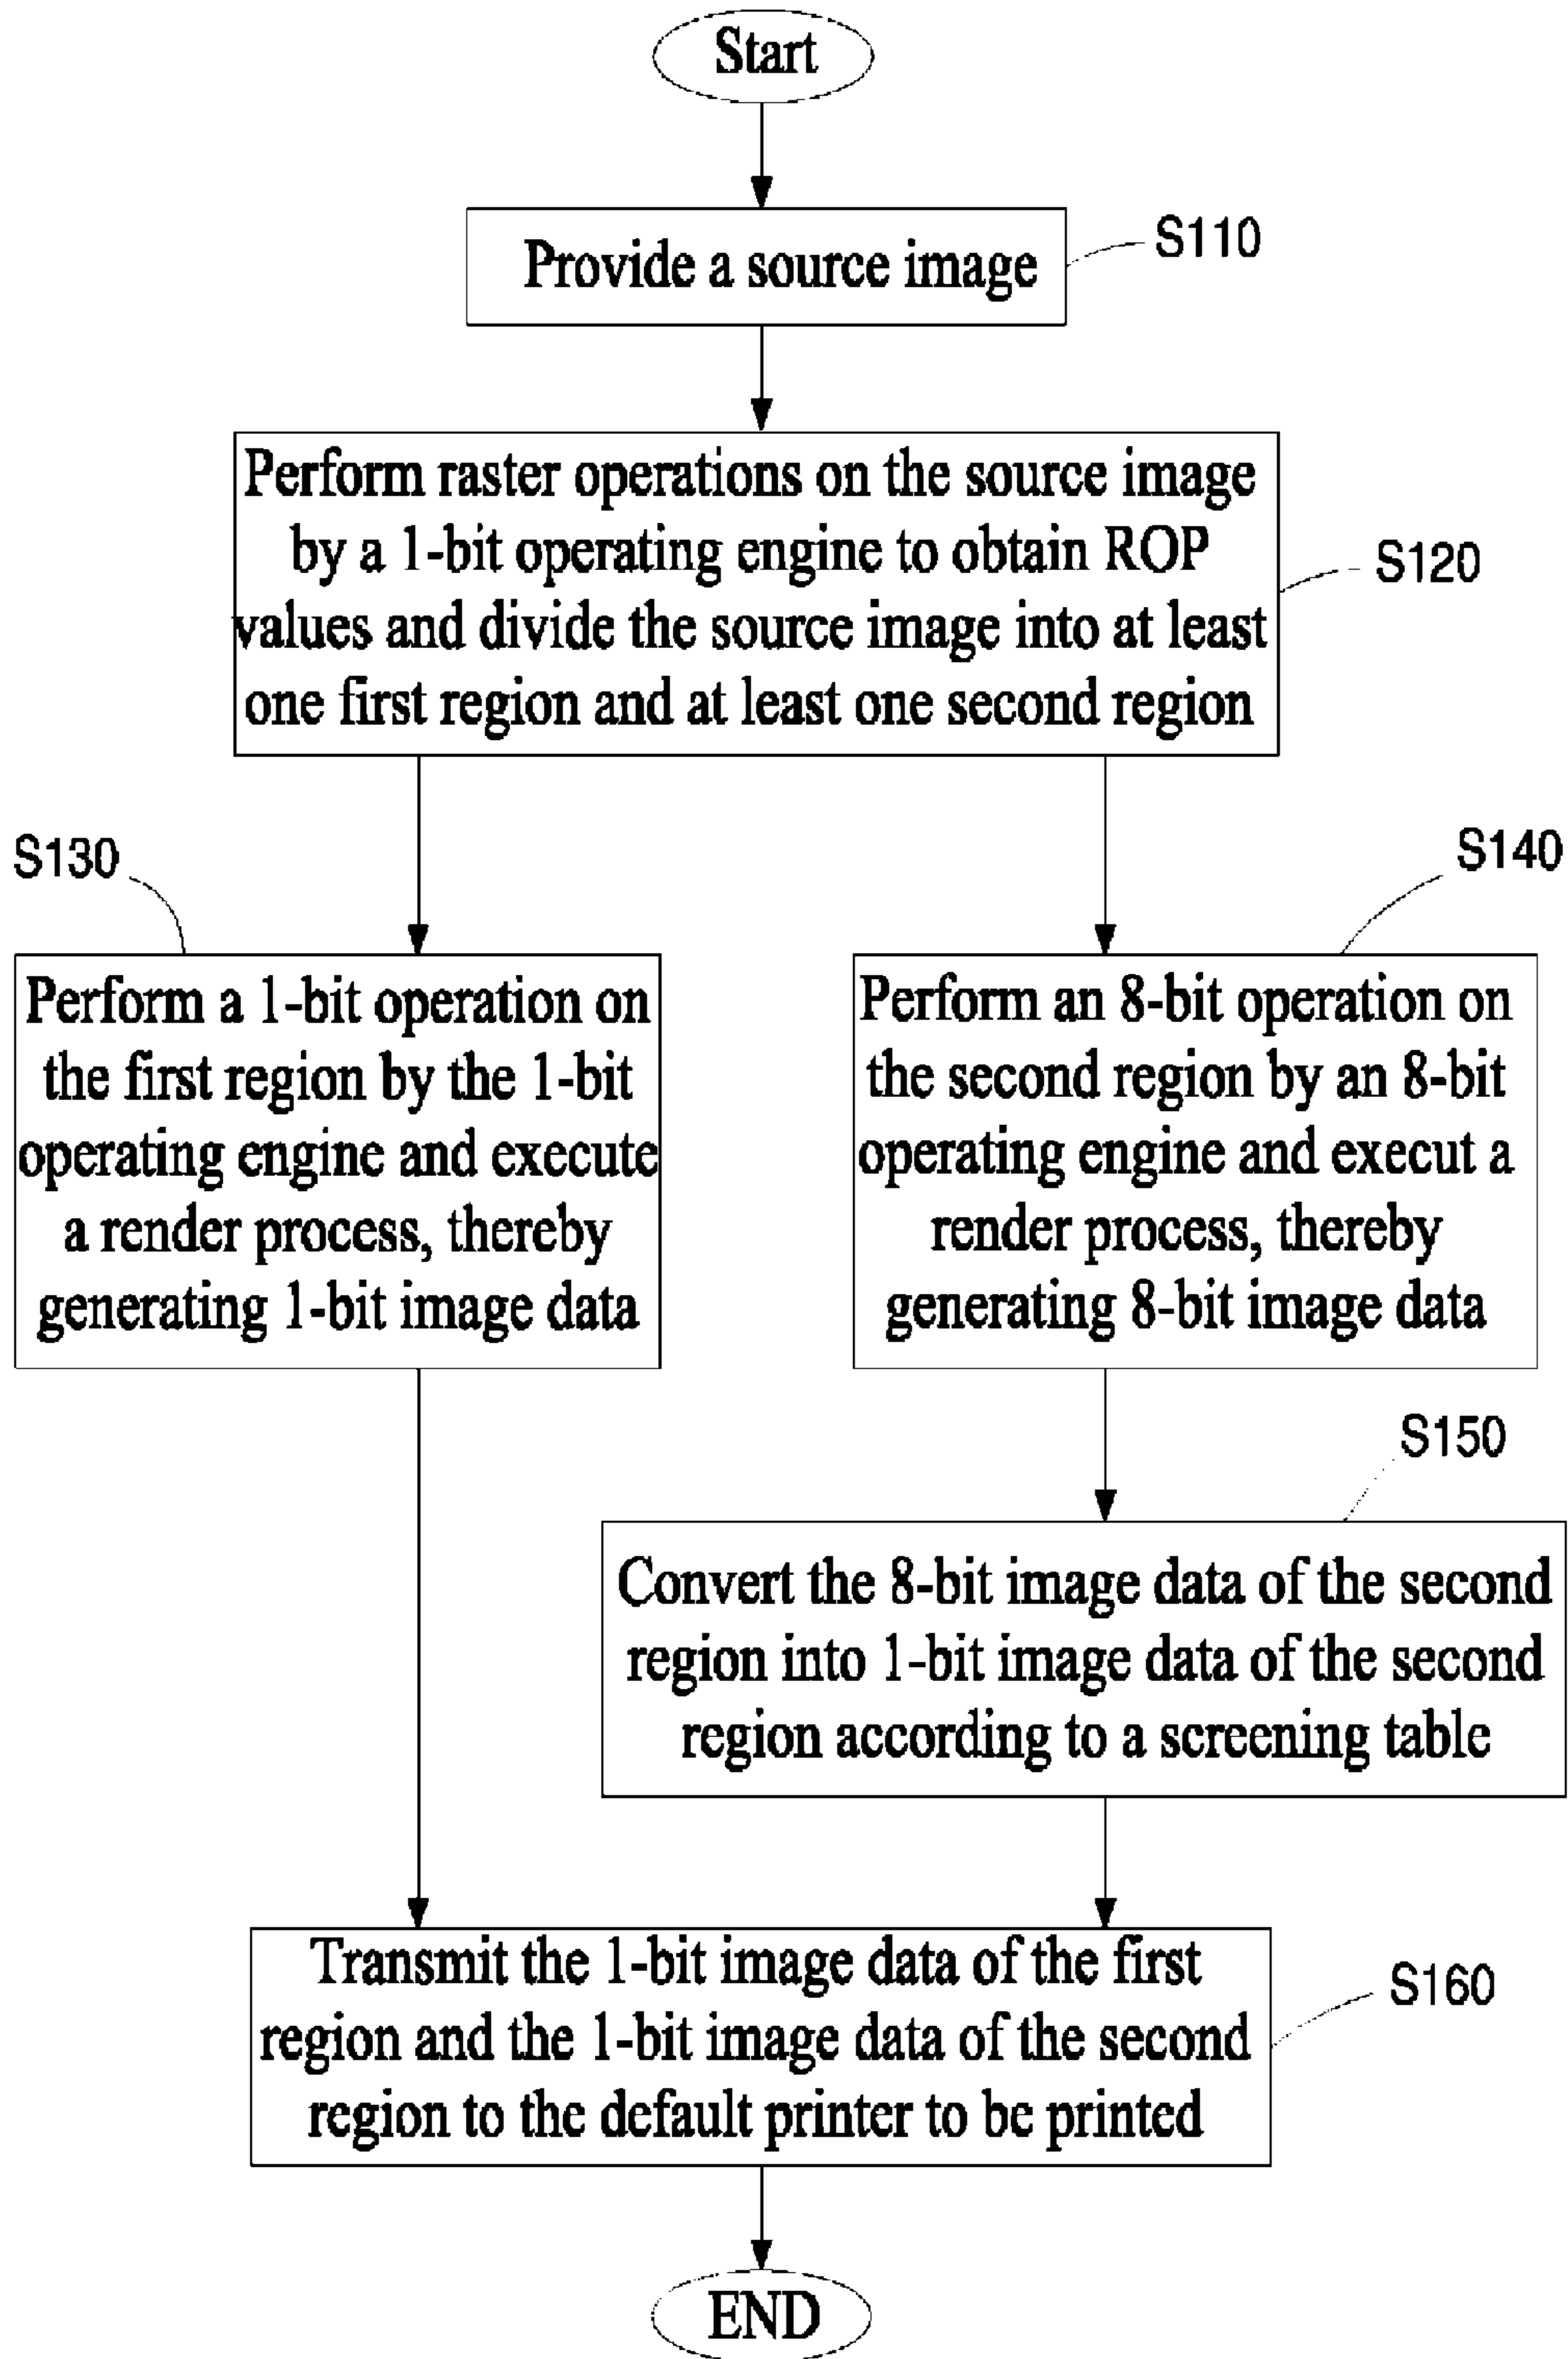 Start
Provide a source image
S110
Perform raster operations on the source image
by a 1-bit operating engine to obtain ROP
values and divide the source image into at least
one first region and at least one second region
S120
S130
Perform a 1-bit operation on
the first region by the 1-bit
operating engine and execute
a render process, thereby
generating 1-bit image data
S140
Perform an 8-bit operation on
the second region by an 8-bit
operating engine and execut a
render process, thereby
generating 8-bit image data
S150
Convert the 8-bit image data of the second
region into 1-bit image data of the second
region according to a screening table
Transmit the 1-bit image data of the first
region and the 1-bit image data of the second
region to the default printer to be printed
S160
END